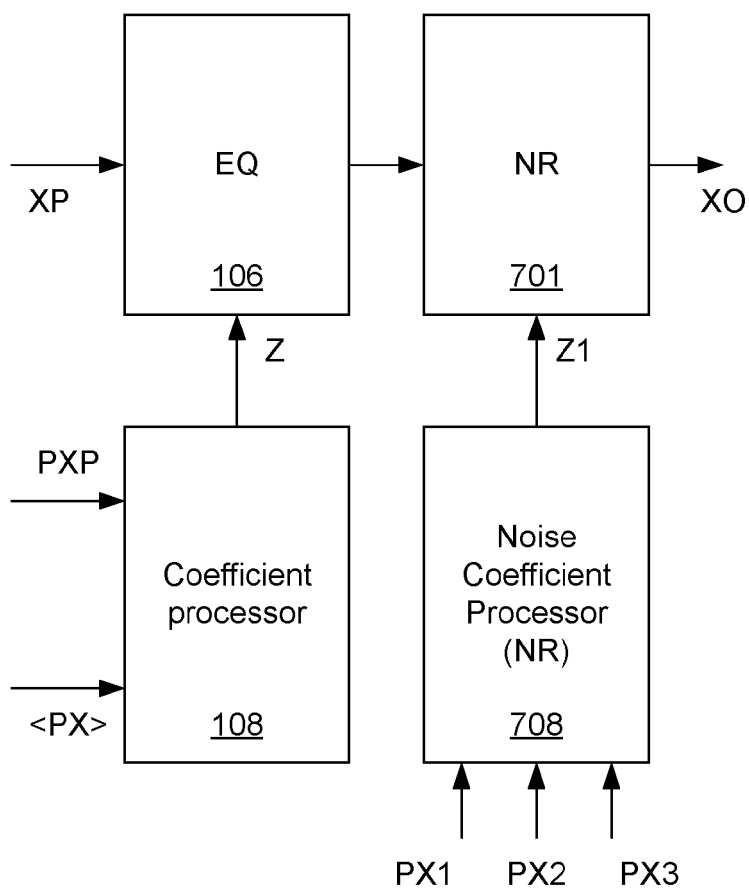 EQ
NR
XP
XO
106
701
Z
Z1
PXP
Coefficient
processor
Noise
Coefficient
Processor
(NR)
<PX>
108
708
PX1
PX2
PX3